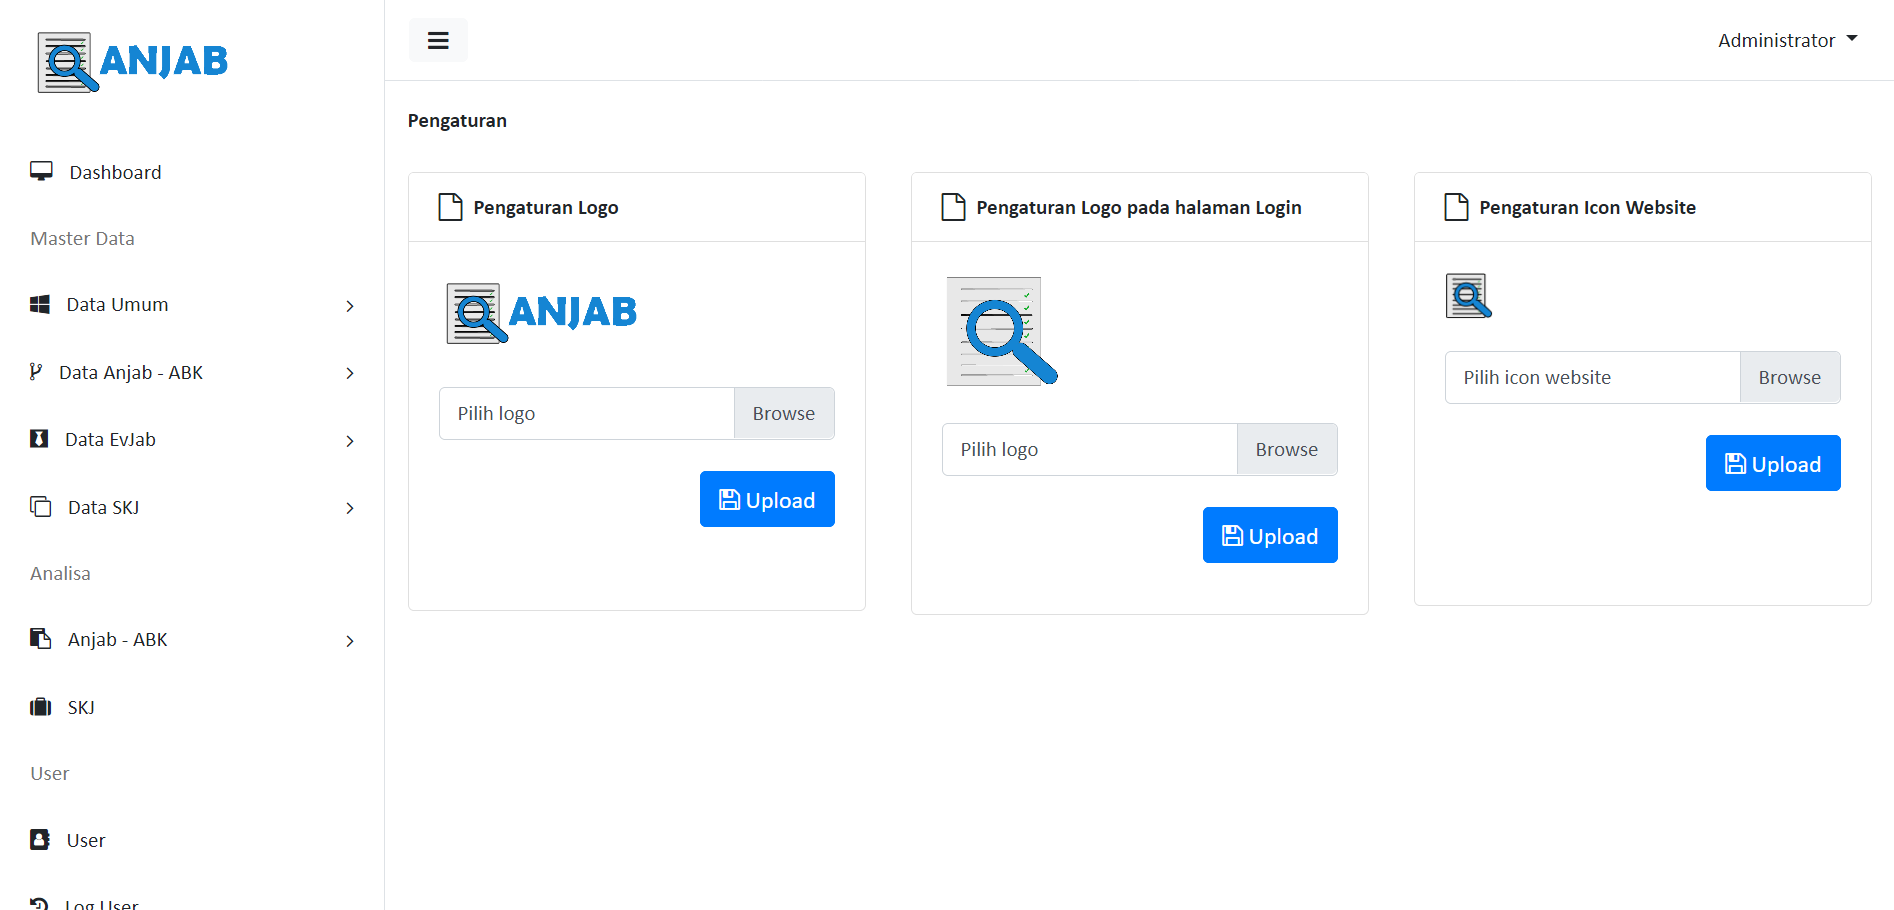 ANJAB
Administrator
Pengaturan
Dashboard
Master Data
Data Umum
Data Anjab - ABK
Data EvJab
Data SKJ
Analisa
Anjab - ABK
SKJ
User
User
Log User
Pengaturan Logo
ANJAB
Pilih logo
Browse
Upload
Pengaturan Logo pada halaman Login
Pilih logo
Browse
Upload
Pengaturan Icon Website
Pilih icon website
Browse
Upload